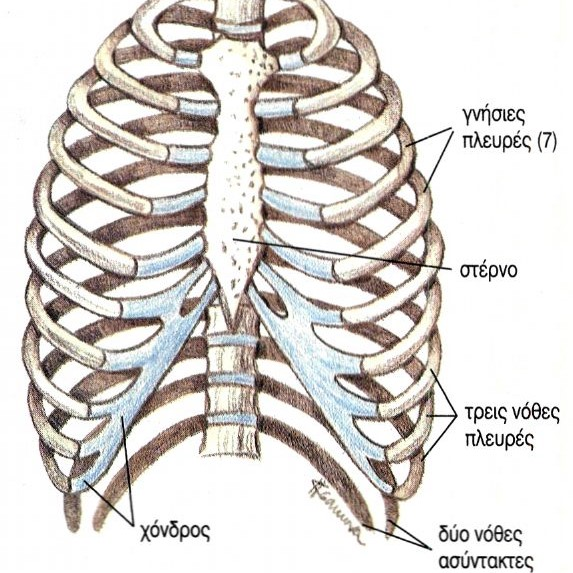 γνήσιες
πλευρές (7)
στέρνο
τρεις νόθες
πλευρές
χόνδρος
δύο νόθες
ασύντακτες